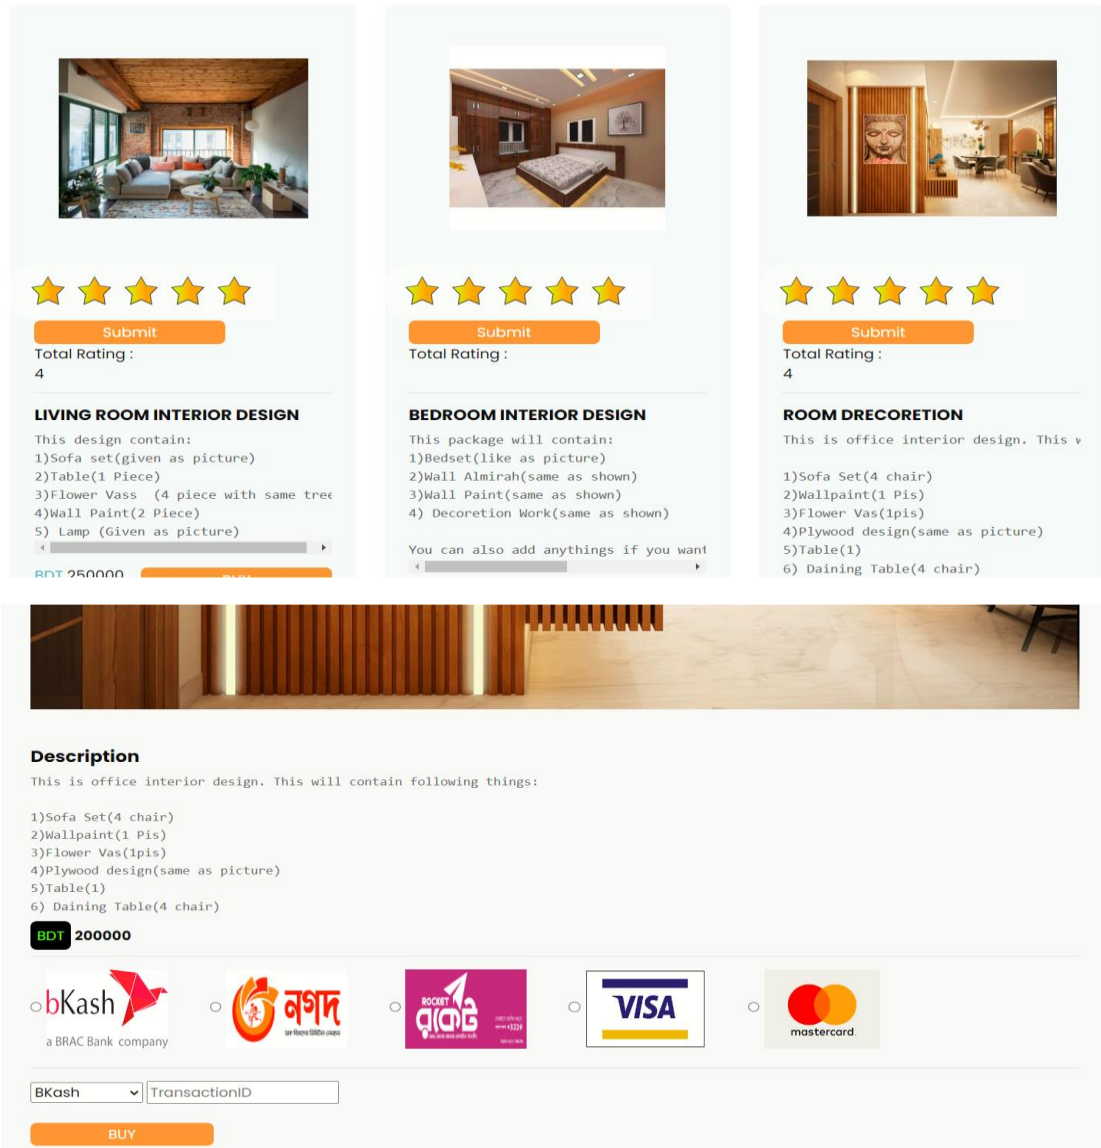 Submit
Total Rating :
4
LIVING ROOM INTERIOR DESIGN
This design contain:
1)Sofa set(given as picture)
2)Table(1 Piece)
3)Flower Vass  (4 piece with same tree
4)Wall Paint(2 Piece)
5) Lamp (Given as picture)
BDT 250000 BUY
Submit
Total Rating :
BEDROOM INTERIOR DESIGN
This package will contain:
1)Bedset(like as picture)
2)Wall Almirah(same as shown)
3)Wall Paint(same as shown)
4) Decoretion Work(same as shown)
You can also add anythings if you want
Submit
Total Rating :
4
ROOM DRECORETION
This is office interior design. This w
1)Sofa Set(4 chair)
2)Wallpaint(1 Pis)
3)Flower Vas(1pis)
4)Plywood design(same as picture)
5)Table(1)
6) Daining Table(4 chair)
Description
This is office interior design. This will contain following things:
1)Sofa Set(4 chair)
2)Wallpaint(1 Pis)
3)Flower Vas(1pis)
4)Plywood design(same as picture)
5)Table(1)
6) Daining Table(4 chair)
BDT 200000
bKash
a BRAC Bank company
নগদ
ROCKET
রকেট
VISA
mastercard.
BKash TransactionID
BUY